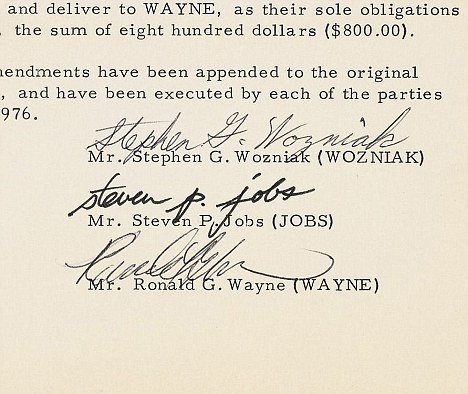 and deliver to WAYNE, as their sole obligations
, the sum of eight hundred dollars ($800.00).
mendments have been appended to the original
, and have been executed by each of the parties
976.
Stephen G. Wozniak
Mr. Stephen G. Wozniak (WOZNIAK)
steven p. jobs
Mr. Steven P. Jobs (JOBS)
Mr. Ronald G. Wayne (WAYNE)